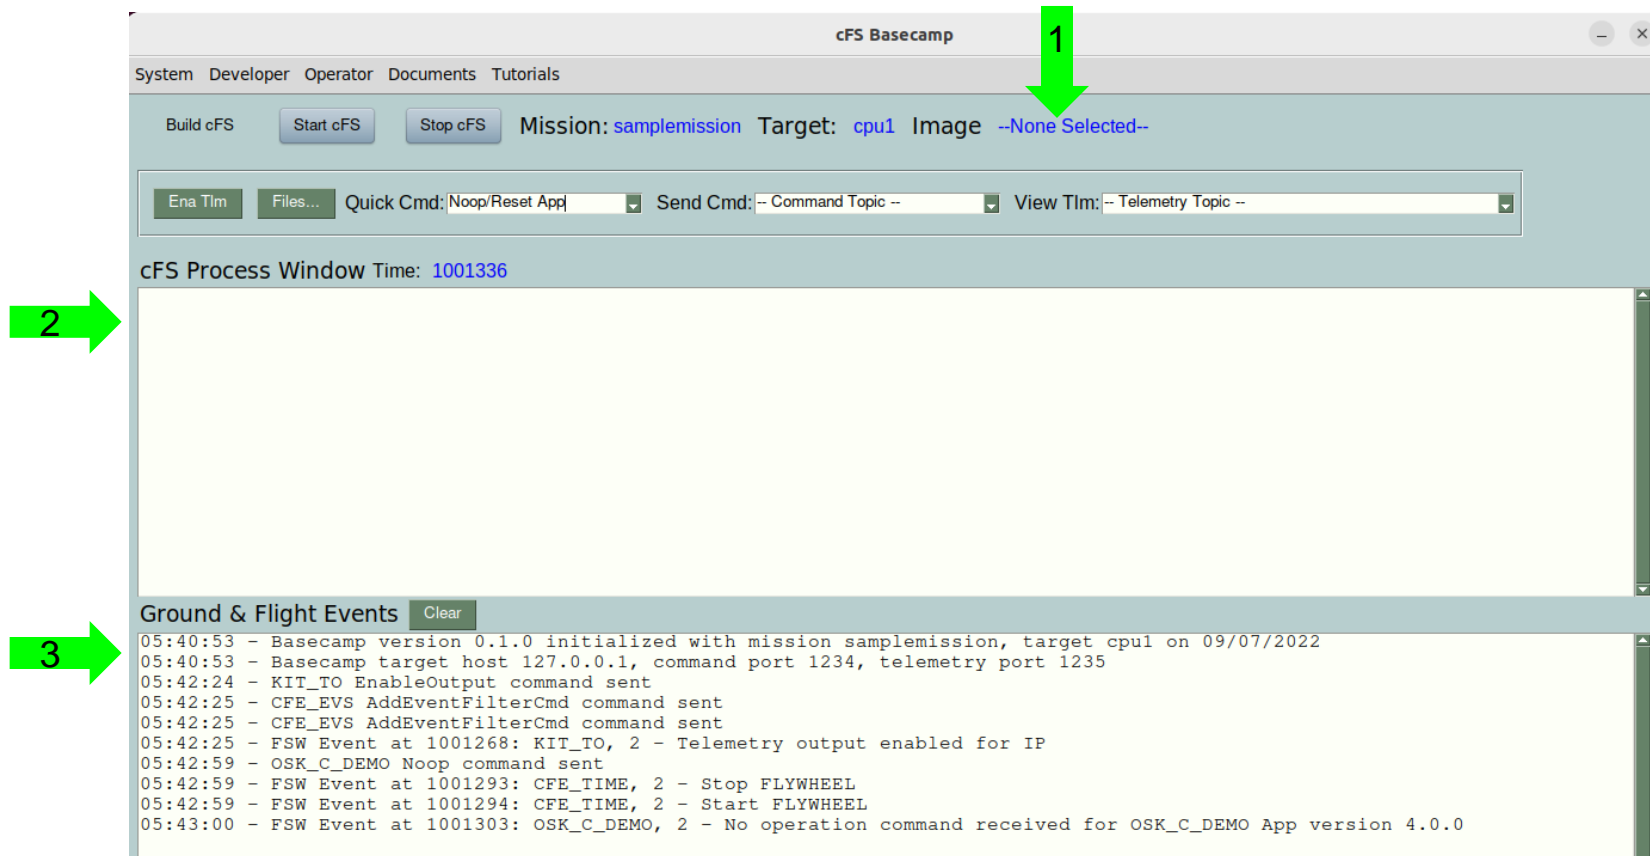 cFS Basecamp
1
System Developer Operator Documents Tutorials
Build cFS Start cFS Stop cFS Mission: samplemission Target: cpu1 Image --None Selected--
Ena Tlm Files... Quick Cmd: Noop/Reset App Send Cmd: -- Command Topic -- View Tlm: -- Telemetry Topic --
cFS Process Window Time: 1001336
2
Ground & Flight Events Clear
3
05:40:53 - Basecamp version 0.1.0 initialized with mission samplemission, target cpu1 on 09/07/2022
05:40:53 - Basecamp target host 127.0.0.1, command port 1234, telemetry port 1235
05:42:24 - KIT_TO EnableOutput command sent
05:42:25 - CFE_EVS AddEventFilterCmd command sent
05:42:25 - CFE_EVS AddEventFilterCmd command sent
05:42:25 - FSW Event at 1001268: KIT_TO, 2 - Telemetry output enabled for IP
05:42:59 - OSK_C_DEMO Noop command sent
05:42:59 - FSW Event at 1001293: CFE_TIME, 2 - Stop FLYWHEEL
05:42:59 - FSW Event at 1001294: CFE_TIME, 2 - Start FLYWHEEL
05:43:00 - FSW Event at 1001303: OSK_C_DEMO, 2 - No operation command received for OSK_C_DEMO App version 4.0.0